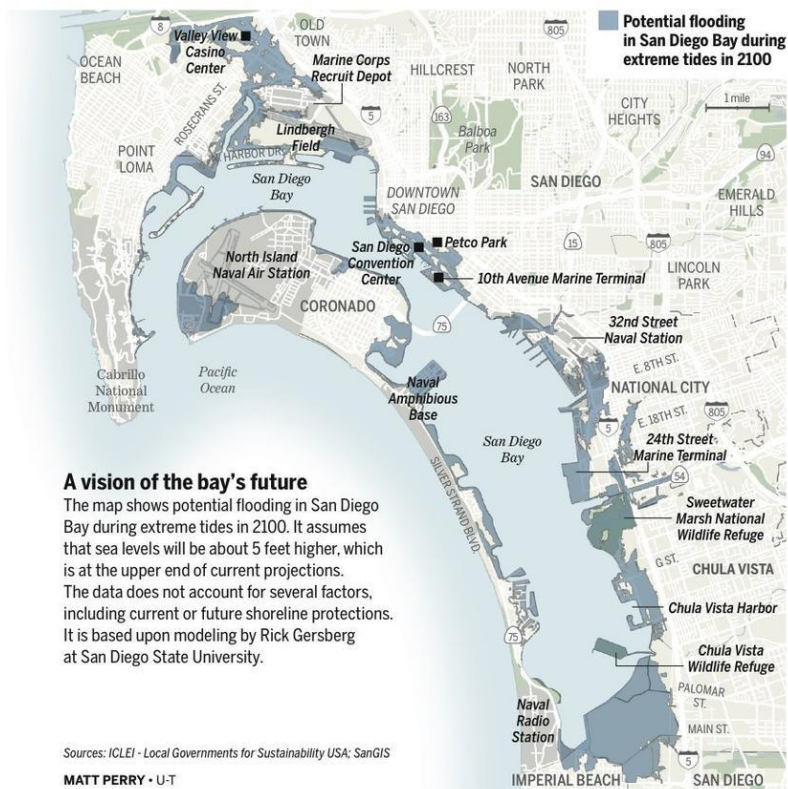 Potential flooding
in San Diego Bay during
extreme tides in 2100
8
Valley View
Casino
Center
OLD
TOWN
805
OCEAN
BEACH
Marine Corps
Recruit Depot
HILLCREST
NORTH
PARK
1 mile
ROSECRANS ST.
5
163
CITY
HEIGHTS
Lindbergh
Field
Balboa
Park
POINT
LOMA
HARBOR DR.
94
San Diego
Bay
DOWNTOWN
SAN DIEGO
SAN DIEGO
EMERALD
HILLS
San Diego
Convention
Center
Petco Park
15
805
North Island
Naval Air Station
10th Avenue Marine Terminal
LINCOLN
PARK
CORONADO
75
32nd Street
Naval Station
E. 8TH ST.
Cabrillo
National
Monument
Pacific
Ocean
Naval
Amphibious
Base
NATIONAL CITY
E. 18TH ST.
805
5
San Diego
Bay
24th Street
Marine Terminal
54
SILVER STRAND BLVD.
A vision of the bay's future
The map shows potential flooding in San Diego
Bay during extreme tides in 2100. It assumes
that sea levels will be about 5 feet higher, which
is at the upper end of current projections.
The data does not account for several factors,
including current or future shoreline protections.
It is based upon modeling by Rick Gersberg
at San Diego State University.
Sweetwater
Marsh National
Wildlife Refuge
G ST.
CHULA VISTA
Chula Vista Harbor
75
Chula Vista
Wildlife Refuge
PALOMAR
ST.
Naval
Radio
Station
MAIN ST.
5
IMPERIAL BEACH
SAN DIEGO
Sources: ICLEI - Local Governments for Sustainability USA; SanGIS
MATT PERRY • U-T